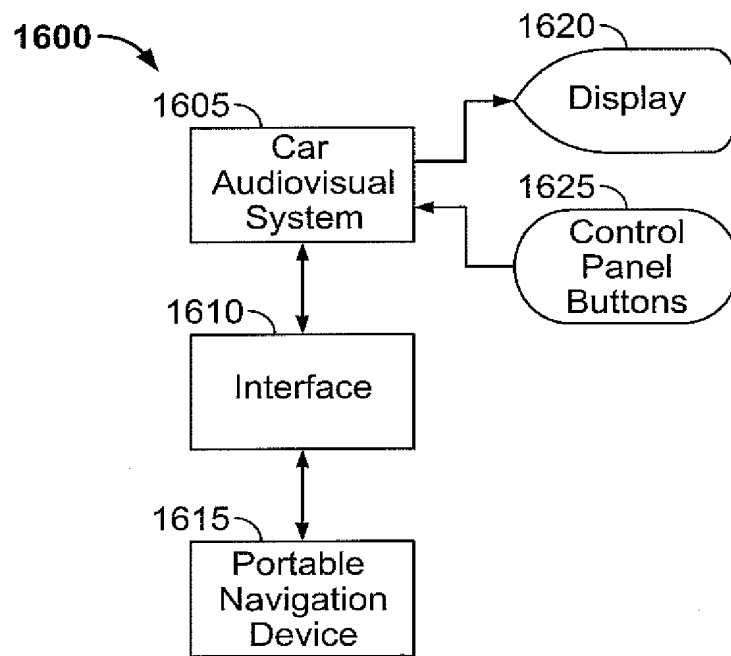 1600
1605
Car
Audiovisual
System
1620
Display
1625
Control
Panel
Buttons
1610
Interface
1615
Portable
Navigation
Device